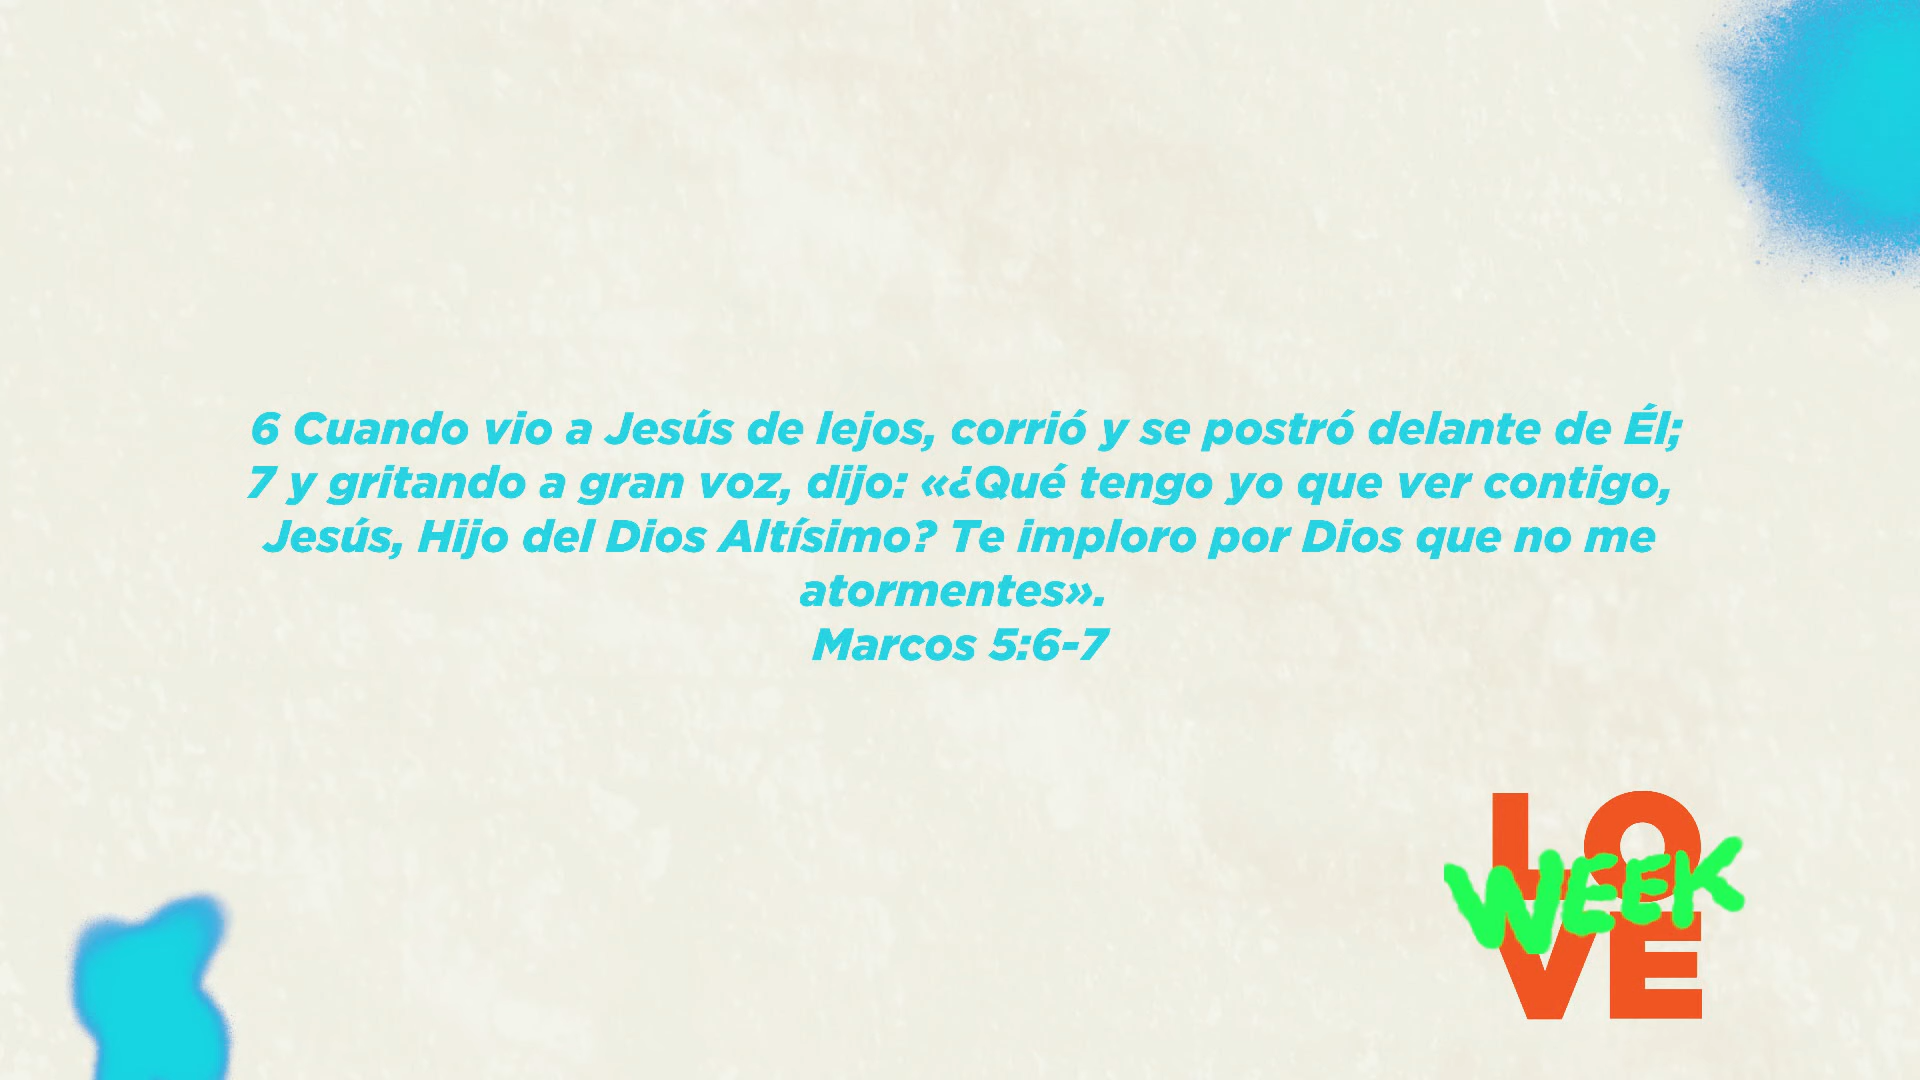 6 Cuando vio a Jesús de lejos, corrió y se postró delante de Él;
7 y gritando a gran voz, dijo: «¿Qué tengo yo que ver contigo,
Jesús, Hijo del Dios Altísimo? Te imploro por Dios que no me
atormentes».
Marcos 5:6-7
LO
WEEK
VE